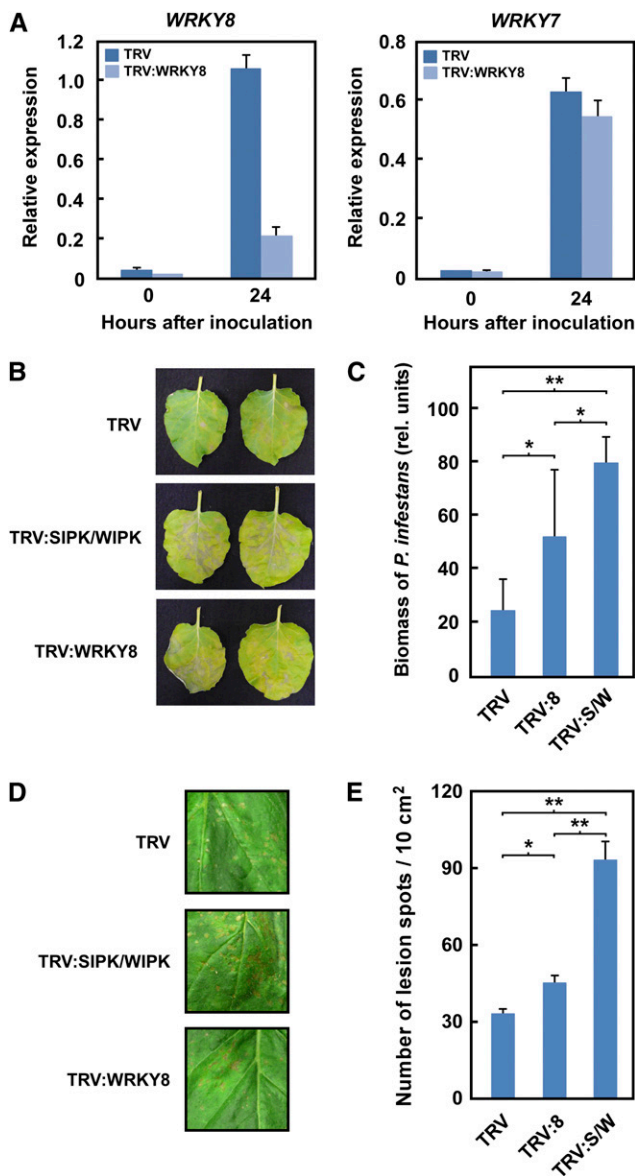 A
WRKY8
WRKY7
Relative expression
1.2
1.0
0.8
0.6
0.4
0.2
0
TRV
TRV:WRKY8
0
24
Hours after inoculation
Relative expression
0.8
0.6
0.4
0.2
0
TRV
TRV:WRKY8
0
24
Hours after inoculation
B
TRV
TRV:SIPK/WIPK
TRV:WRKY8
C
Biomass of P. infestans (rel. units)
100
80
60
40
20
0
**
*
*
TRV
TRV:8
TRV:S/W
D
TRV
TRV:SIPK/WIPK
TRV:WRKY8
E
Number of lesion spots / 10 cm²
120
90
60
30
0
**
**
*
TRV
TRV:8
TRV:S/W